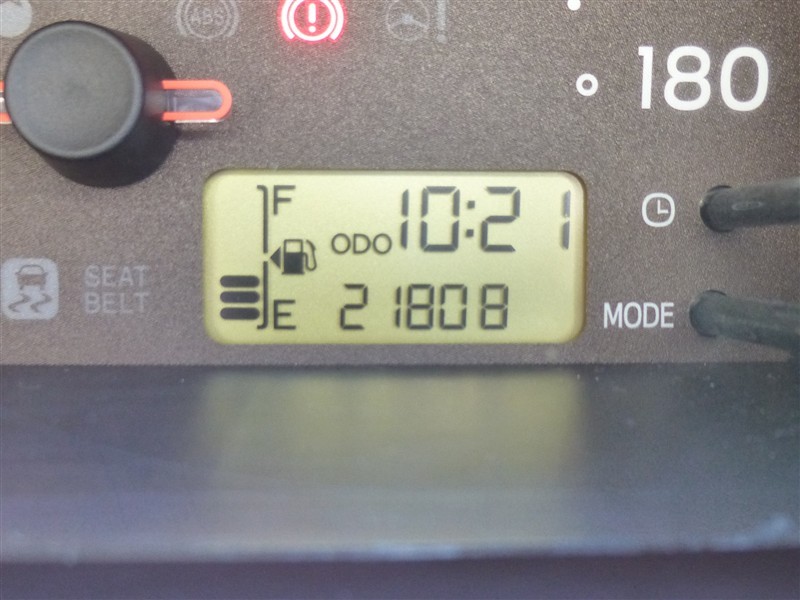 ABS
180
F
10:21
ODO
SEAT
BELT
E
21808
MODE